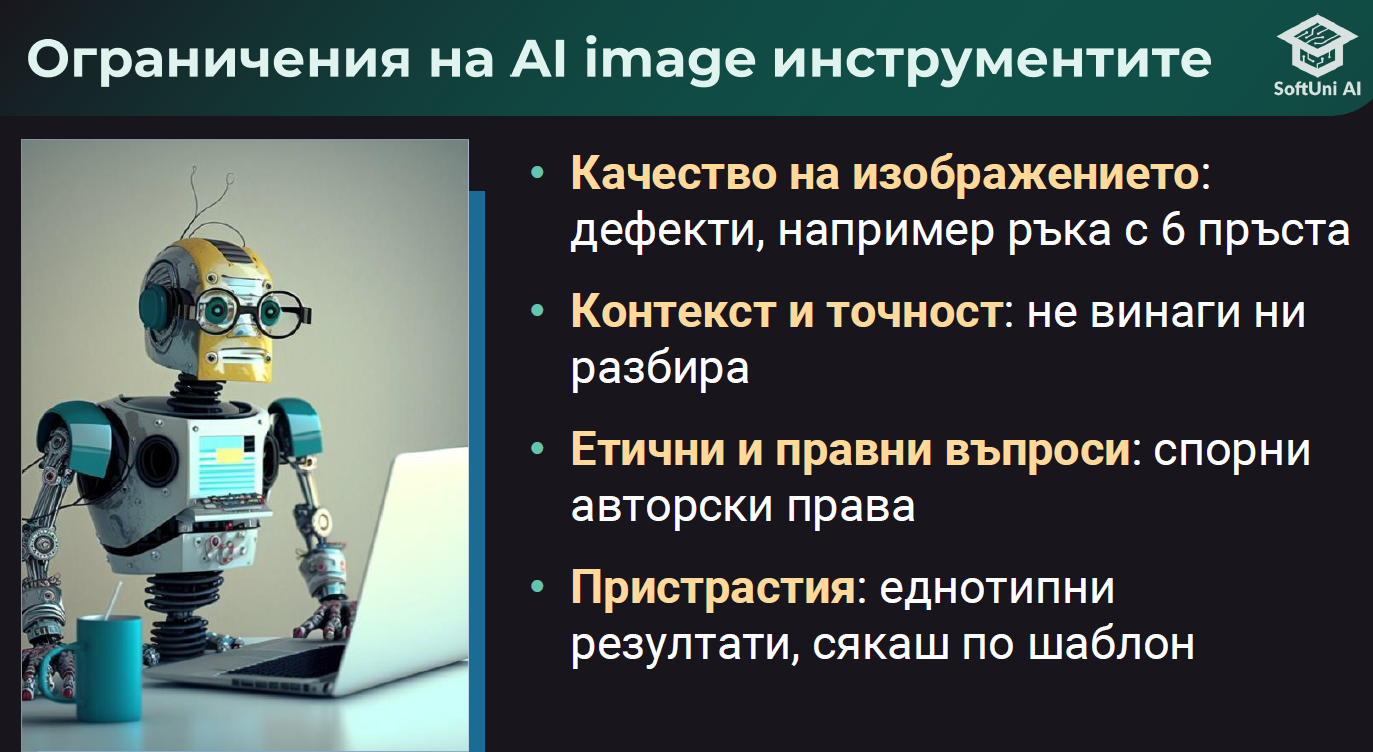 Ограничения на AI image инструментите
SoftUni AI
Качество на изображението:
дефекти, например ръка с 6 пръста
Контекст и точност: не винаги ни
разбира
Етични и правни въпроси: спорни
авторски права
Пристрастия: еднотипни
резултати, сякаш по шаблон